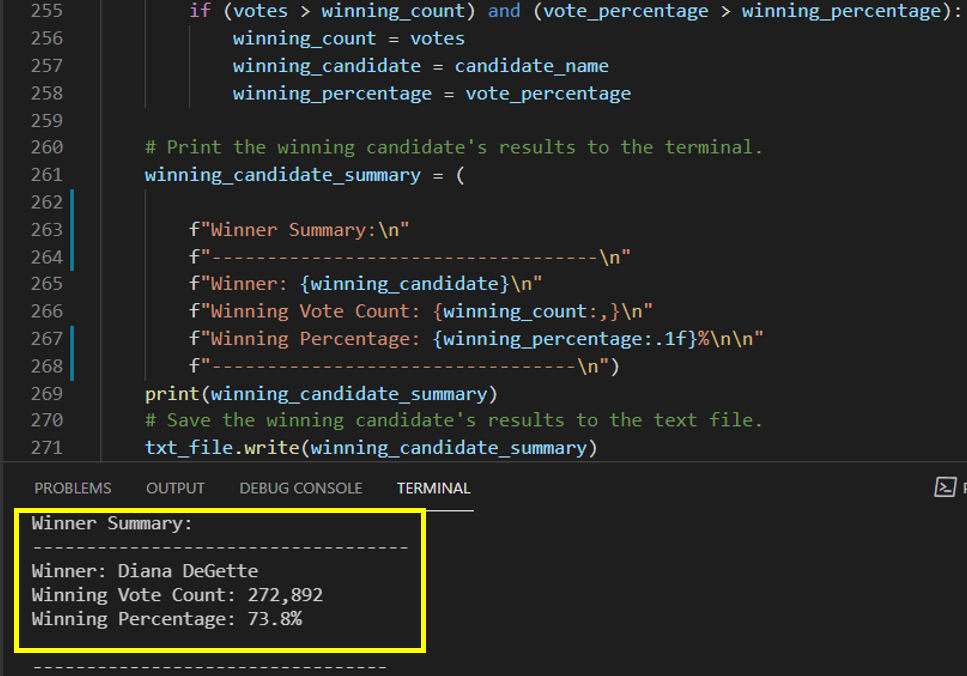 255 if (votes > winning_count) and (vote_percentage > winning_percentage):
256 winning_count = votes
257 winning_candidate = candidate_name
258 winning_percentage = vote_percentage
259
260 # Print the winning candidate's results to the terminal.
261 winning_candidate_summary = (
262
263 f"Winner Summary:\n"
264 f"-----------------------------------\n"
265 f"Winner: {winning_candidate}\n"
266 f"Winning Vote Count: {winning_count:,}\n"
267 f"Winning Percentage: {winning_percentage:.1f}%\n\n"
268 f"---------------------------------\n")
269 print(winning_candidate_summary)
270 # Save the winning candidate's results to the text file.
271 txt_file.write(winning_candidate_summary)
PROBLEMS OUTPUT DEBUG CONSOLE TERMINAL
Winner Summary:
-----------------------------------
Winner: Diana DeGette
Winning Vote Count: 272,892
Winning Percentage: 73.8%
---------------------------------